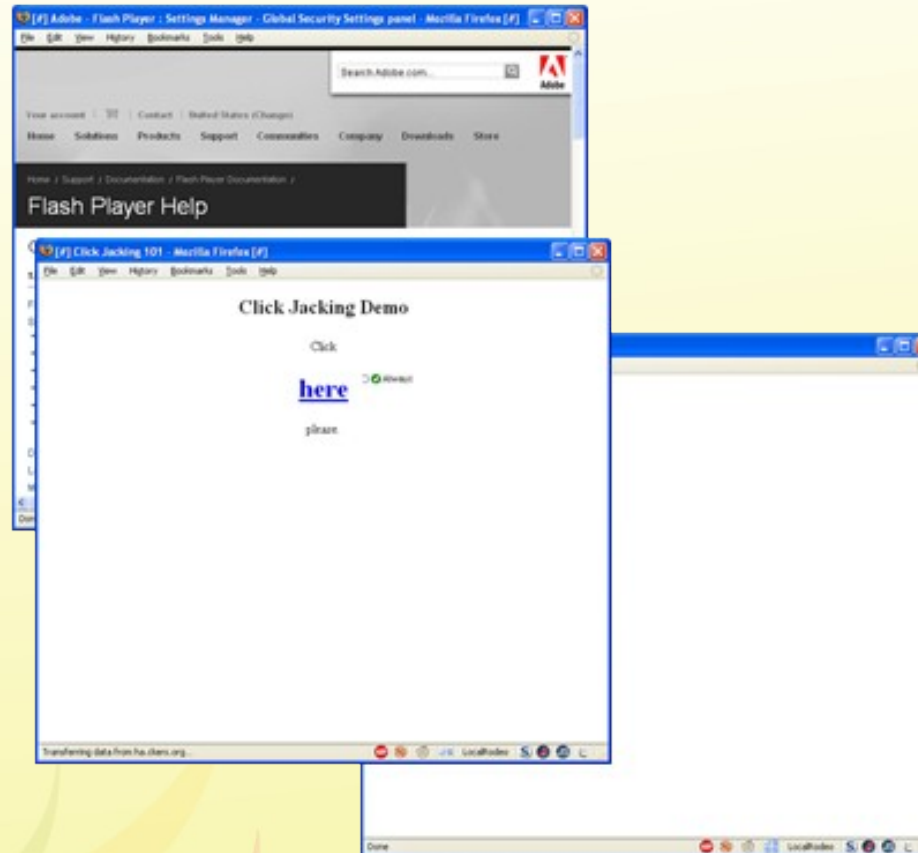 [#] Adobe - Flash Player : Settings Manager - Global Security Settings panel - Mozilla Firefox [#]
File Edit View History Bookmarks Tools Help
Search Adobe.com...
Adobe
Your account | | Contact | United States (Change)
Home Solutions Products Support Communities Company Downloads Store
Home / Support / Documentation / Flash Player Documentation /
Flash Player Help
[#] Click Jacking 101 - Mozilla Firefox [#]
File Edit View History Bookmarks Tools Help
Click Jacking Demo
Click
here
Always
please
Transferring data from ha.ckers.org...
LocalRodeo
Done
LocalRodeo